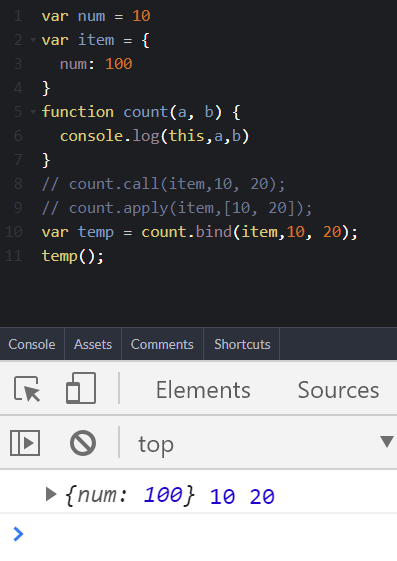 1 var num = 10
2 var item = {
3 num: 100
4 }
5 function count(a, b) {
6 console.log(this,a,b)
7 }
8 // count.call(item,10, 20);
9 // count.apply(item,[10, 20]);
10 var temp = count.bind(item,10, 20);
11 temp();
Console Assets Comments Shortcuts
Elements Sources
top
{num: 100} 10 20